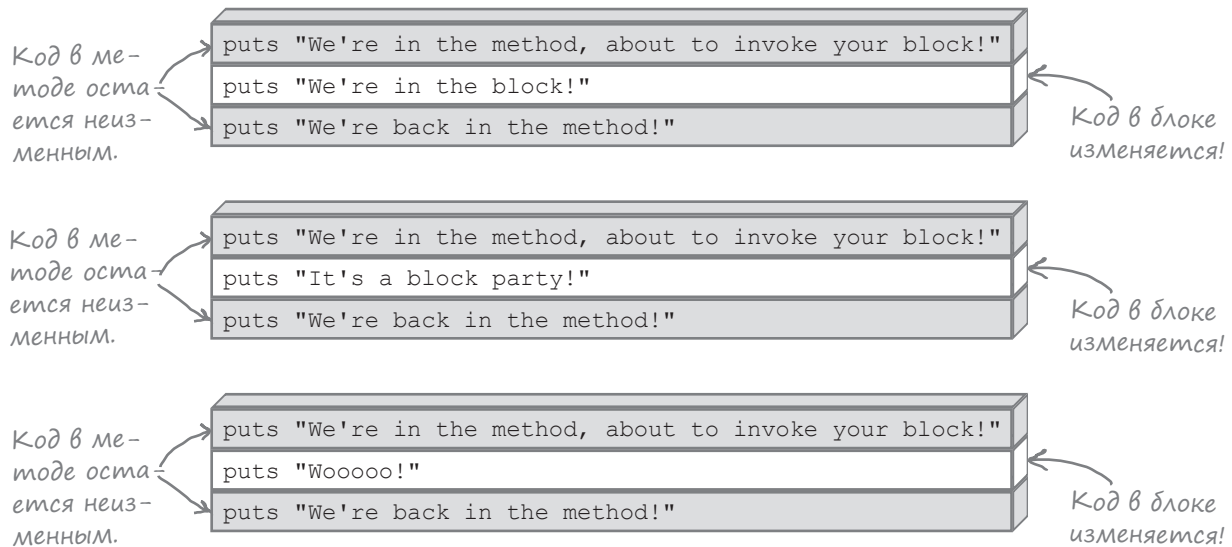 Код в ме-
тоде оста-
ется неиз-
менным.
puts "We're in the method, about to invoke your block!"
puts "We're in the block!"
puts "We're back in the method!"
Код в блоке
изменяется!
Код в ме-
тоде оста-
ется неиз-
менным.
puts "We're in the method, about to invoke your block!"
puts "It's a block party!"
puts "We're back in the method!"
Код в блоке
изменяется!
Код в ме-
тоде оста-
ется неиз-
менным.
puts "We're in the method, about to invoke your block!"
puts "Wooooo!"
puts "We're back in the method!"
Код в блоке
изменяется!